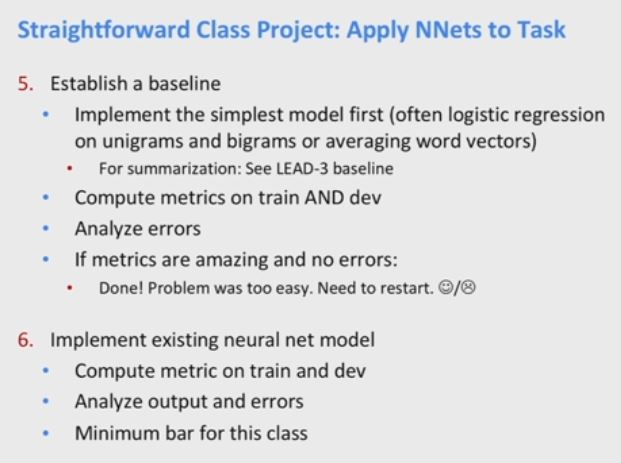 Straightforward Class Project: Apply NNets to Task
5. Establish a baseline
• Implement the simplest model first (often logistic regression
on unigrams and bigrams or averaging word vectors)
• For summarization: See LEAD-3 baseline
• Compute metrics on train AND dev
• Analyze errors
• If metrics are amazing and no errors:
• Done! Problem was too easy. Need to restart. ☺/☹
6. Implement existing neural net model
• Compute metric on train and dev
• Analyze output and errors
• Minimum bar for this class